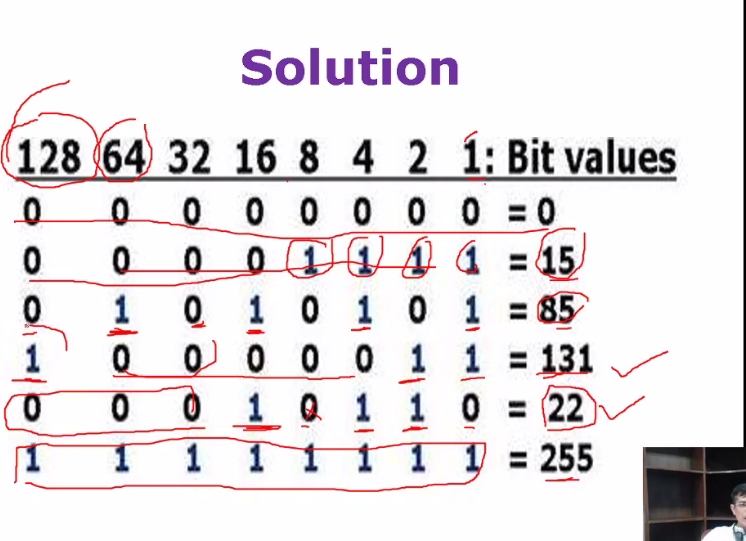 Solution
128 64 32 16 8 4 2 1: Bit values
0 0 0 0 0 0 0 0 = 0
0 0 0 0 1 1 1 1 = 15
0 1 0 1 0 1 0 1 = 85
1 0 0 0 0 0 1 1 = 131
0 0 0 1 0 1 1 0 = 22
1 1 1 1 1 1 1 1 = 255